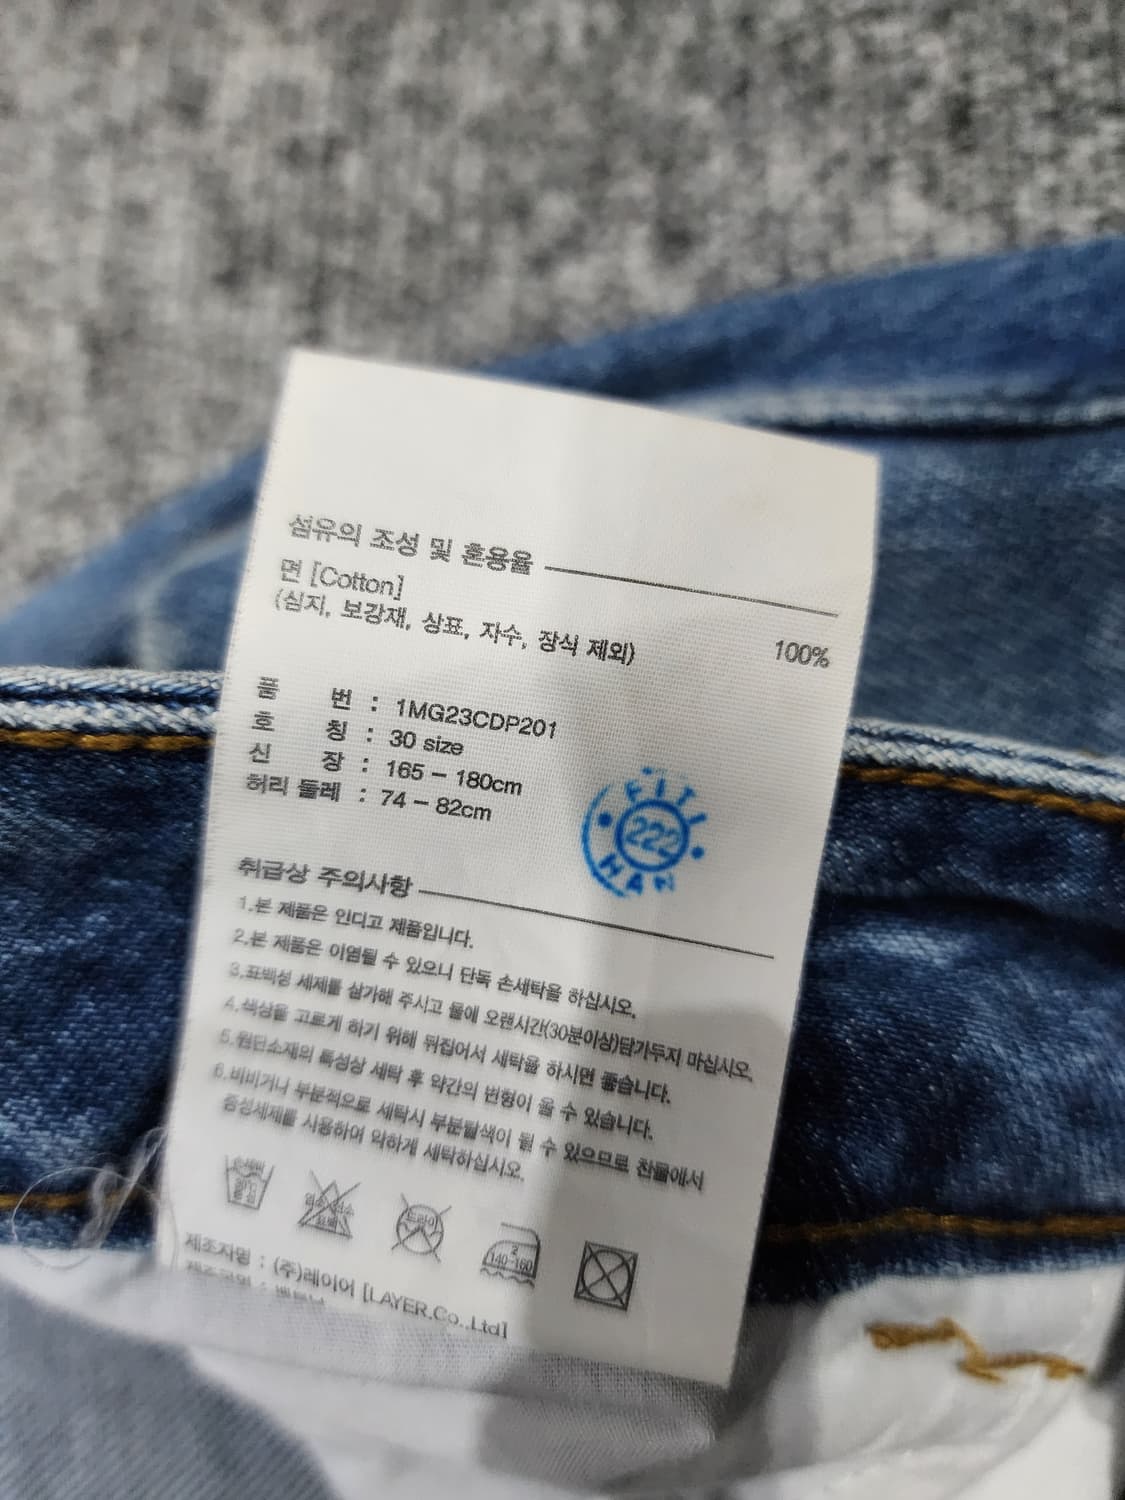 섬유의 조성 및 혼용율
면 [Cotton] 100%
(심지, 보강재, 상표, 자수, 장식 제외)
품 번 : 1MG23CDP201
호 칭 : 30 size
신 장 : 165 - 180cm
허리 둘레 : 74 - 82cm
FITI
222
HAN
취급상 주의사항
1.본 제품은 인디고 제품입니다.
2.본 제품은 이염될 수 있으니 단독 손세탁을 하십시오.
3.표백성 세제를 삼가해 주시고 물에 오랜시간(30분이상)담가두지 마십시오.
4.색상을 고르게 하기 위해 뒤집어서 세탁을 하시면 좋습니다.
5.원단소재의 특성상 세탁 후 약간의 변형이 올 수 있습니다.
6.비비거나 부분적으로 세탁시 부분탈색이 될 수 있으므로 찬물에서
중성세제를 사용하여 약하게 세탁하십시오.
드라이
2
140~160
제조자명 : (주)레이어 [LAYER.Co.,Ltd]